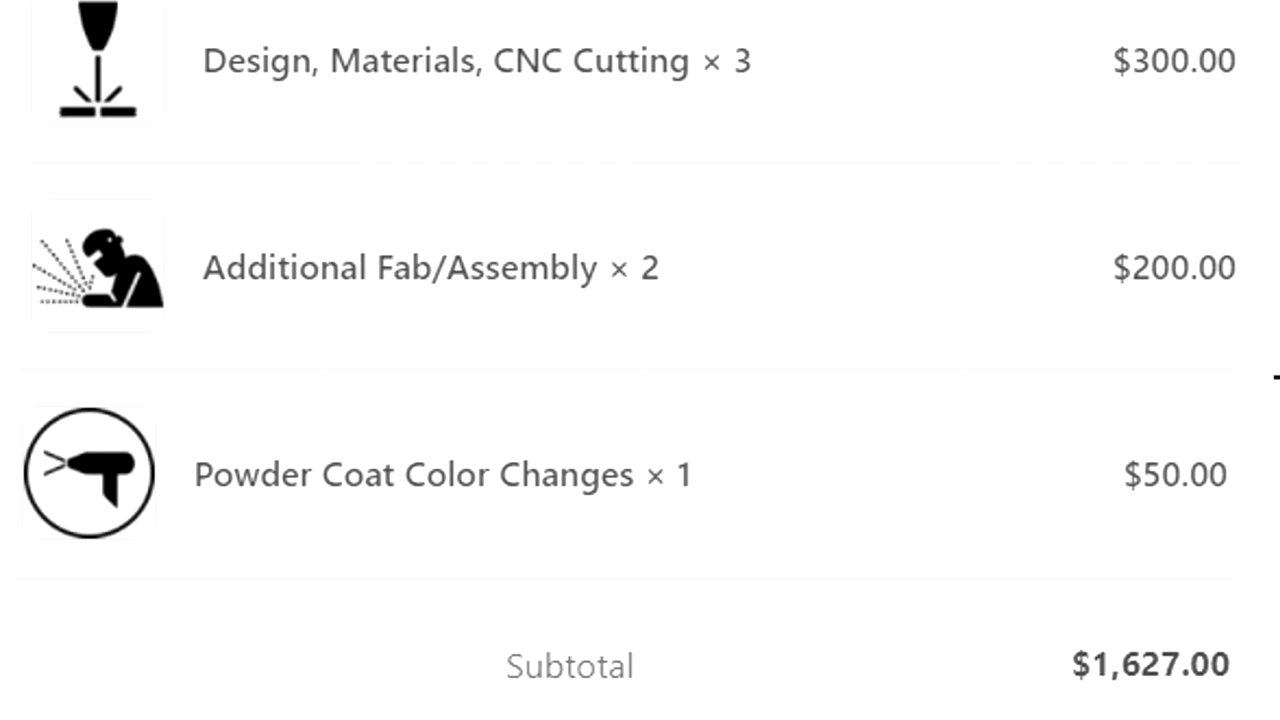 Design, Materials, CNC Cutting × 3 $300.00
Additional Fab/Assembly × 2 $200.00
Powder Coat Color Changes × 1 $50.00
Subtotal $1,627.00